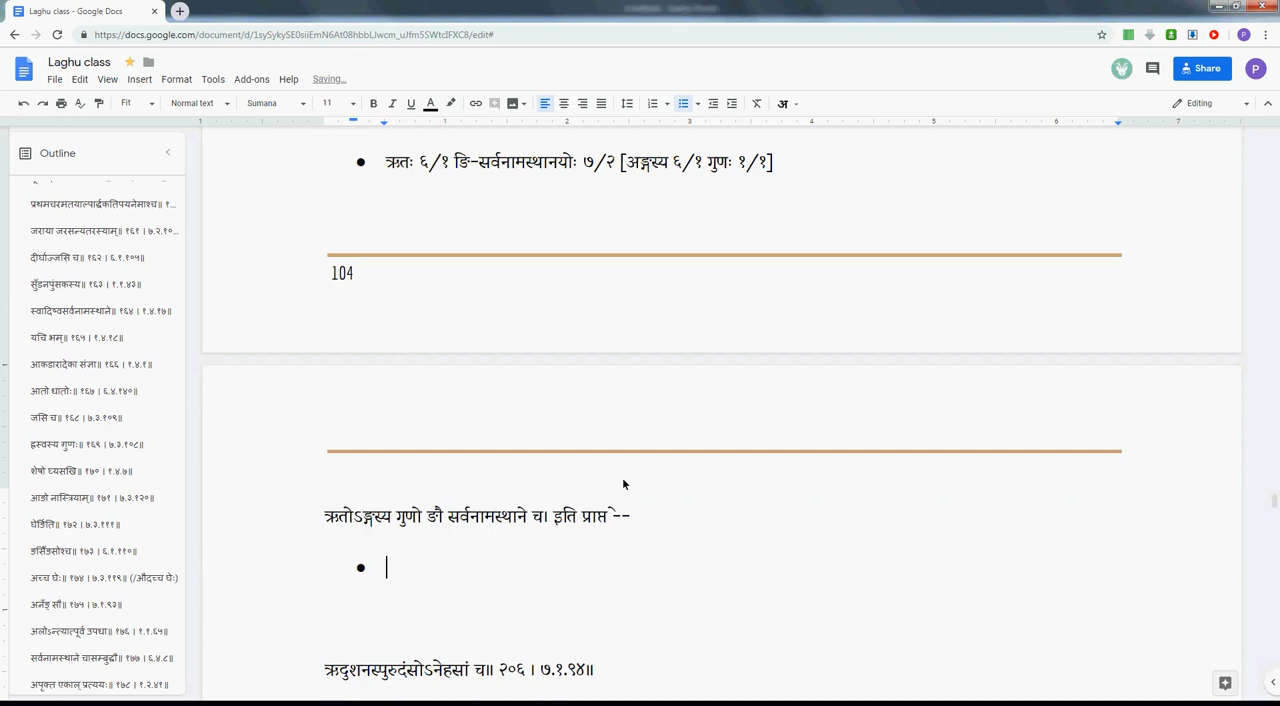 Laghu class - Google Docs
https://docs.google.com/document/d/1sySykySE0siiEmN6At08hbbLJwcm_uJfm5SWtcIFXC8/edit#
Laghu class
File Edit View Insert Format Tools Add-ons Help Saving...
Share
P
Fit Normal text Sumana 11 B I U A अ Editing
1 1 2 3 4 5 6 7
Outline
प्रथमचरमतयाल्पार्द्धकतिपयनेमाश्च॥ १...
जराया जरसन्यतरस्याम्॥ १६१ । ७.२.१०...
दीर्घाज्जसि च॥ १६२ । ६.१.१०५॥
सुँडनपुंसकस्य॥ १६३ । १.१.४३॥
स्वादिष्वसर्वनामस्थाने॥ १६४ । १.४.१७॥
यचि भम्॥ १६५ । १.४.१८॥
आकडारादेका संज्ञा॥ १६६ । १.४.१॥
आतो धातोः॥ १६७ । ६.४.१४०॥
जसि च॥ १६८ । ७.३.१०९॥
ह्रस्वस्य गुणः॥ १६९ । ७.३.१०८॥
शेषो घ्यसखि॥ १७० । १.४.७॥
आङो नास्त्रियाम्॥ १७१ । ७.३.१२०॥
घेर्ङिति॥ १७२ । ७.३.१११॥
ङसिँङसोश्च॥ १७३ । ६.१.११०॥
अच्च घेः॥ १७४ । ७.३.११९॥ (/औदच्च घेः)
अनँङ् सौ॥ १७५ । ७.१.९३॥
अलोऽन्त्यात्पूर्व उपधा॥ १७६ । १.१.६५॥
सर्वनामस्थाने चासम्बुद्धौ॥ १७७ । ६.४.८॥
अपृक्त एकाल् प्रत्ययः॥ १७८ । १.२.४१॥
ऋतः ६/१ ङि-सर्वनामस्थानयोः ७/२ [अङ्गस्य ६/१ गुणः १/१]
104
ऋतोऽङ्गस्य गुणो ङौ सर्वनामस्थाने च। इति प्राप्ते--
ऋदुशनस्पुरुदंसोऽनेहसां च॥ २०६ । ७.१.९४॥